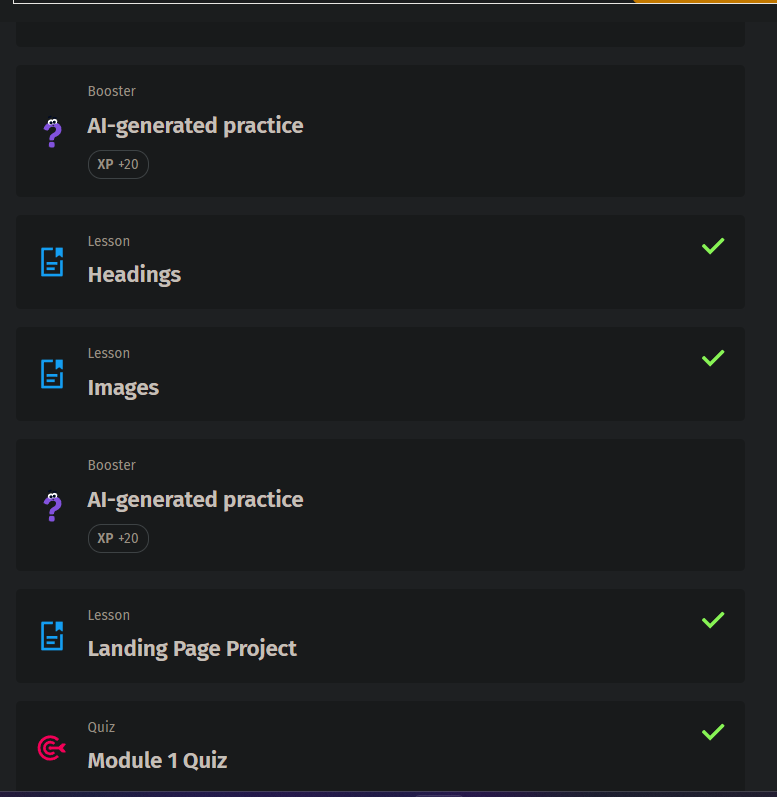 Booster
AI-generated practice
XP +20
Lesson
Headings
Lesson
Images
Booster
AI-generated practice
XP +20
Lesson
Landing Page Project
Quiz
Module 1 Quiz